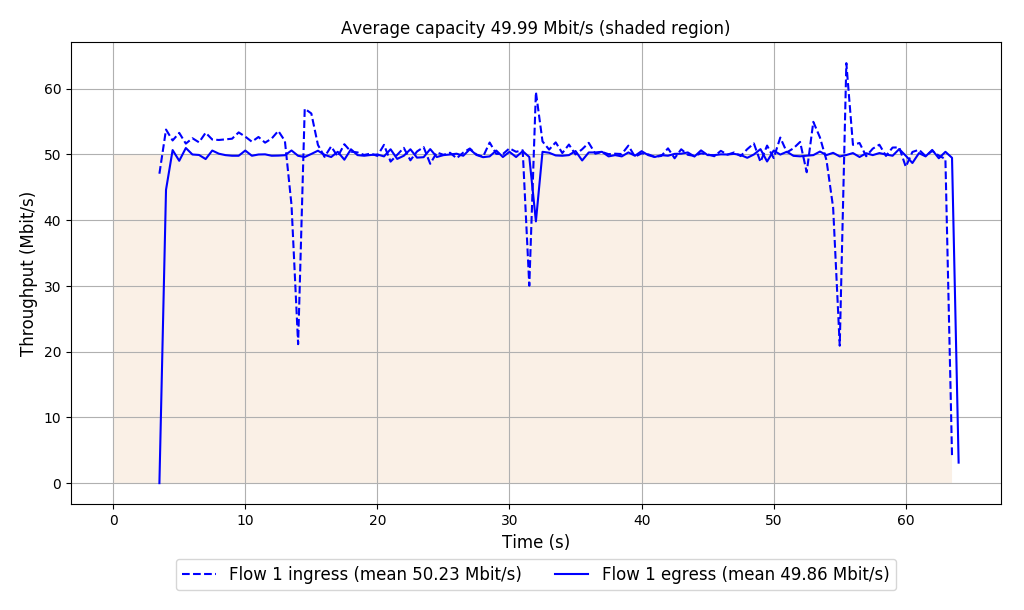 Average capacity 49.99 Mbit/s (shaded region)
Throughput (Mbit/s)
60
50
40
30
20
10
0
0 10 20 30 40 50 60
Time (s)
Flow 1 ingress (mean 50.23 Mbit/s) Flow 1 egress (mean 49.86 Mbit/s)